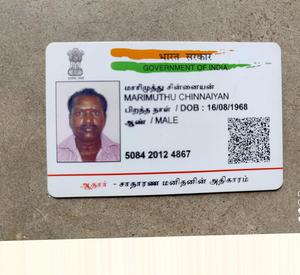 भारत सरकार
GOVERNMENT OF INDIA
மாரிமுத்து சின்னையன்
MARIMUTHU CHINNAIYAN
பிறந்த நாள் / DOB : 16/08/1968
ஆண் / MALE
5084 2012 4867
ஆதார் - சாதாரண மனிதனின் அதிகாரம்